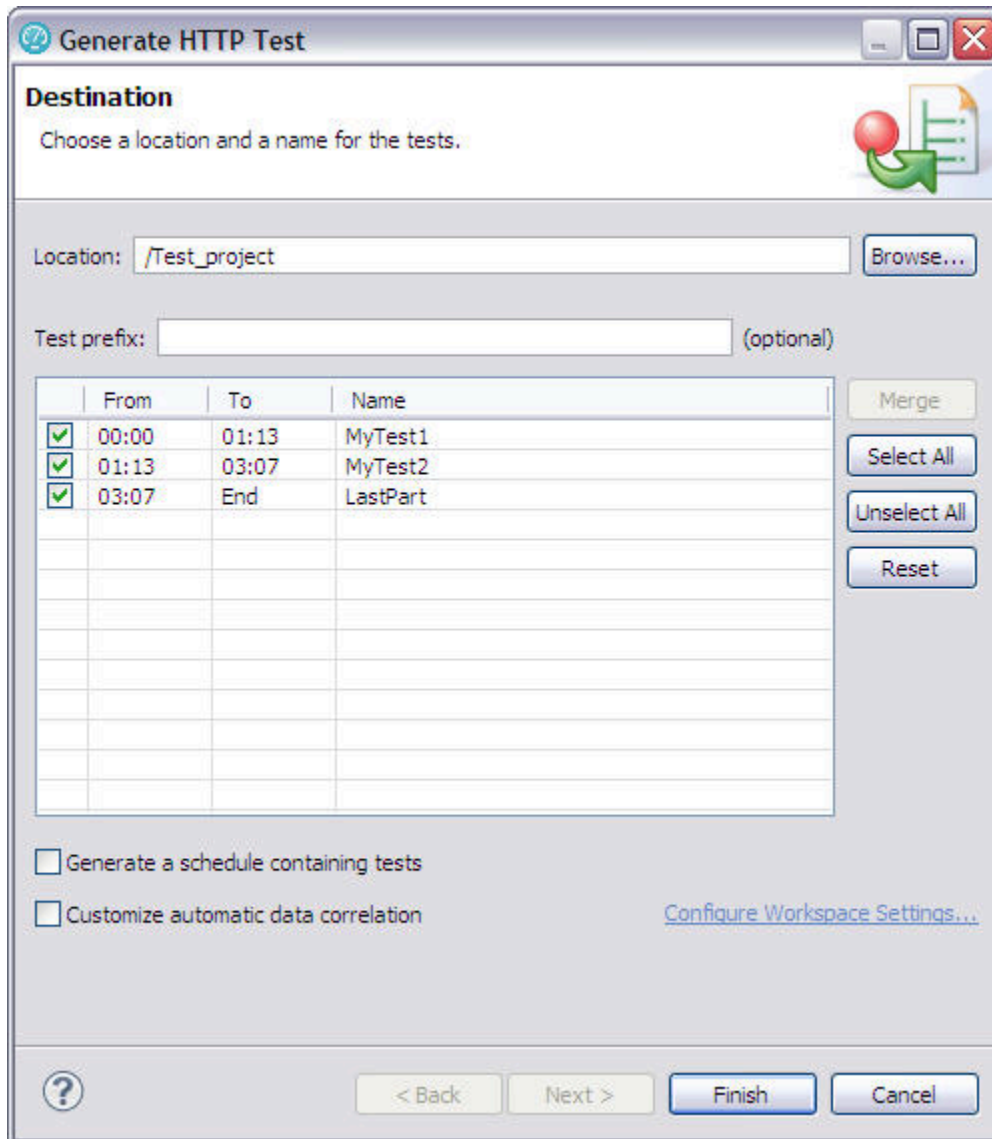 Generate HTTP Test
Destination
Choose a location and a name for the tests.
Location: /Test_project Browse...
Test prefix: (optional)
From To Name Merge
00:00 01:13 MyTest1
01:13 03:07 MyTest2 Select All
03:07 End LastPart
Unselect All
Reset
Generate a schedule containing tests
Customize automatic data correlation Configure Workspace Settings...
? < Back Next > Finish Cancel